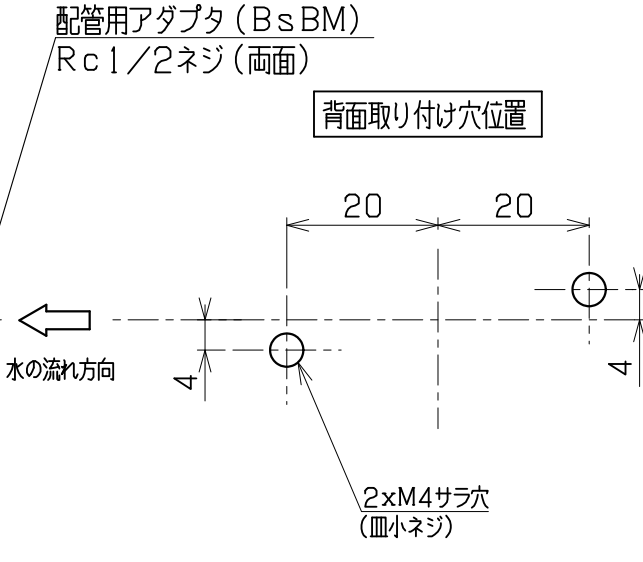 配管用アダプタ（BsBM）
Rc1/2ネジ（両面）
背面取り付け穴位置
20 20
水の流れ方向
4 4
2xM4サラ穴
（皿小ネジ）